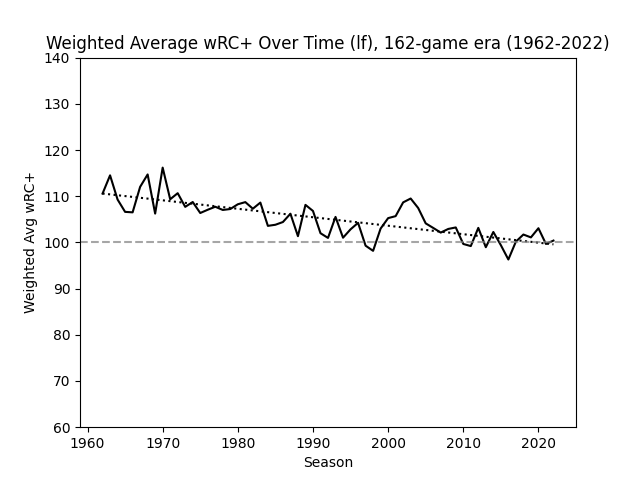 Weighted Average wRC+ Over Time (lf), 162-game era (1962-2022)
Weighted Avg wRC+
140
130
120
110
100
90
80
70
60
1960 1970 1980 1990 2000 2010 2020
Season